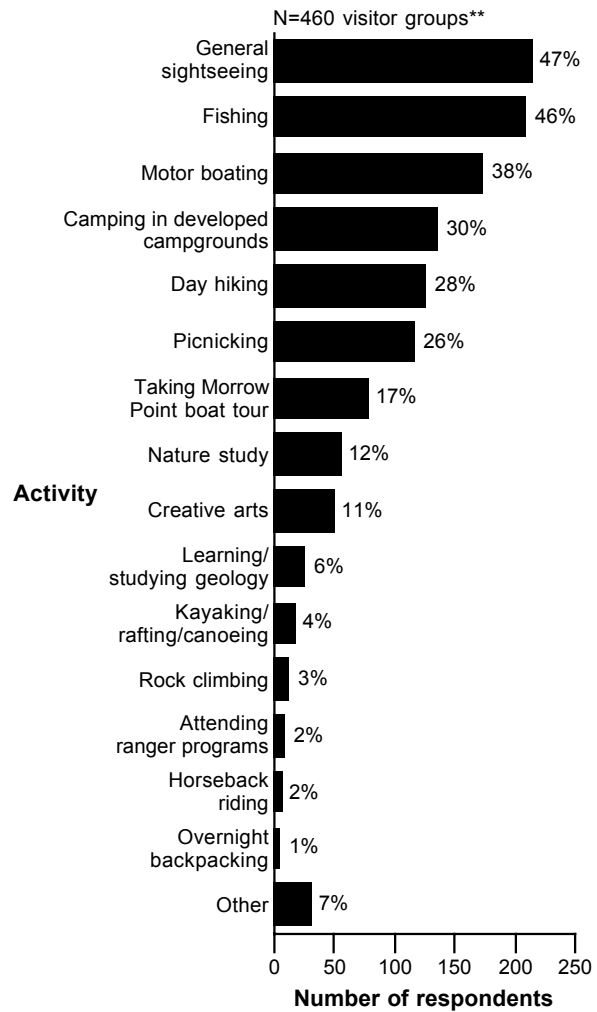 N=460 visitor groups**
General
sightseeing
47%
Fishing
46%
Motor boating
38%
Camping in developed
campgrounds
30%
Day hiking
28%
Picnicking
26%
Taking Morrow
Point boat tour
17%
Nature study
12%
Activity
Creative arts
11%
Learning/
studying geology
6%
Kayaking/
rafting/canoeing
4%
Rock climbing
3%
Attending
ranger programs
2%
Horseback
riding
2%
Overnight
backpacking
1%
Other
7%
0 50 100 150 200 250
Number of respondents